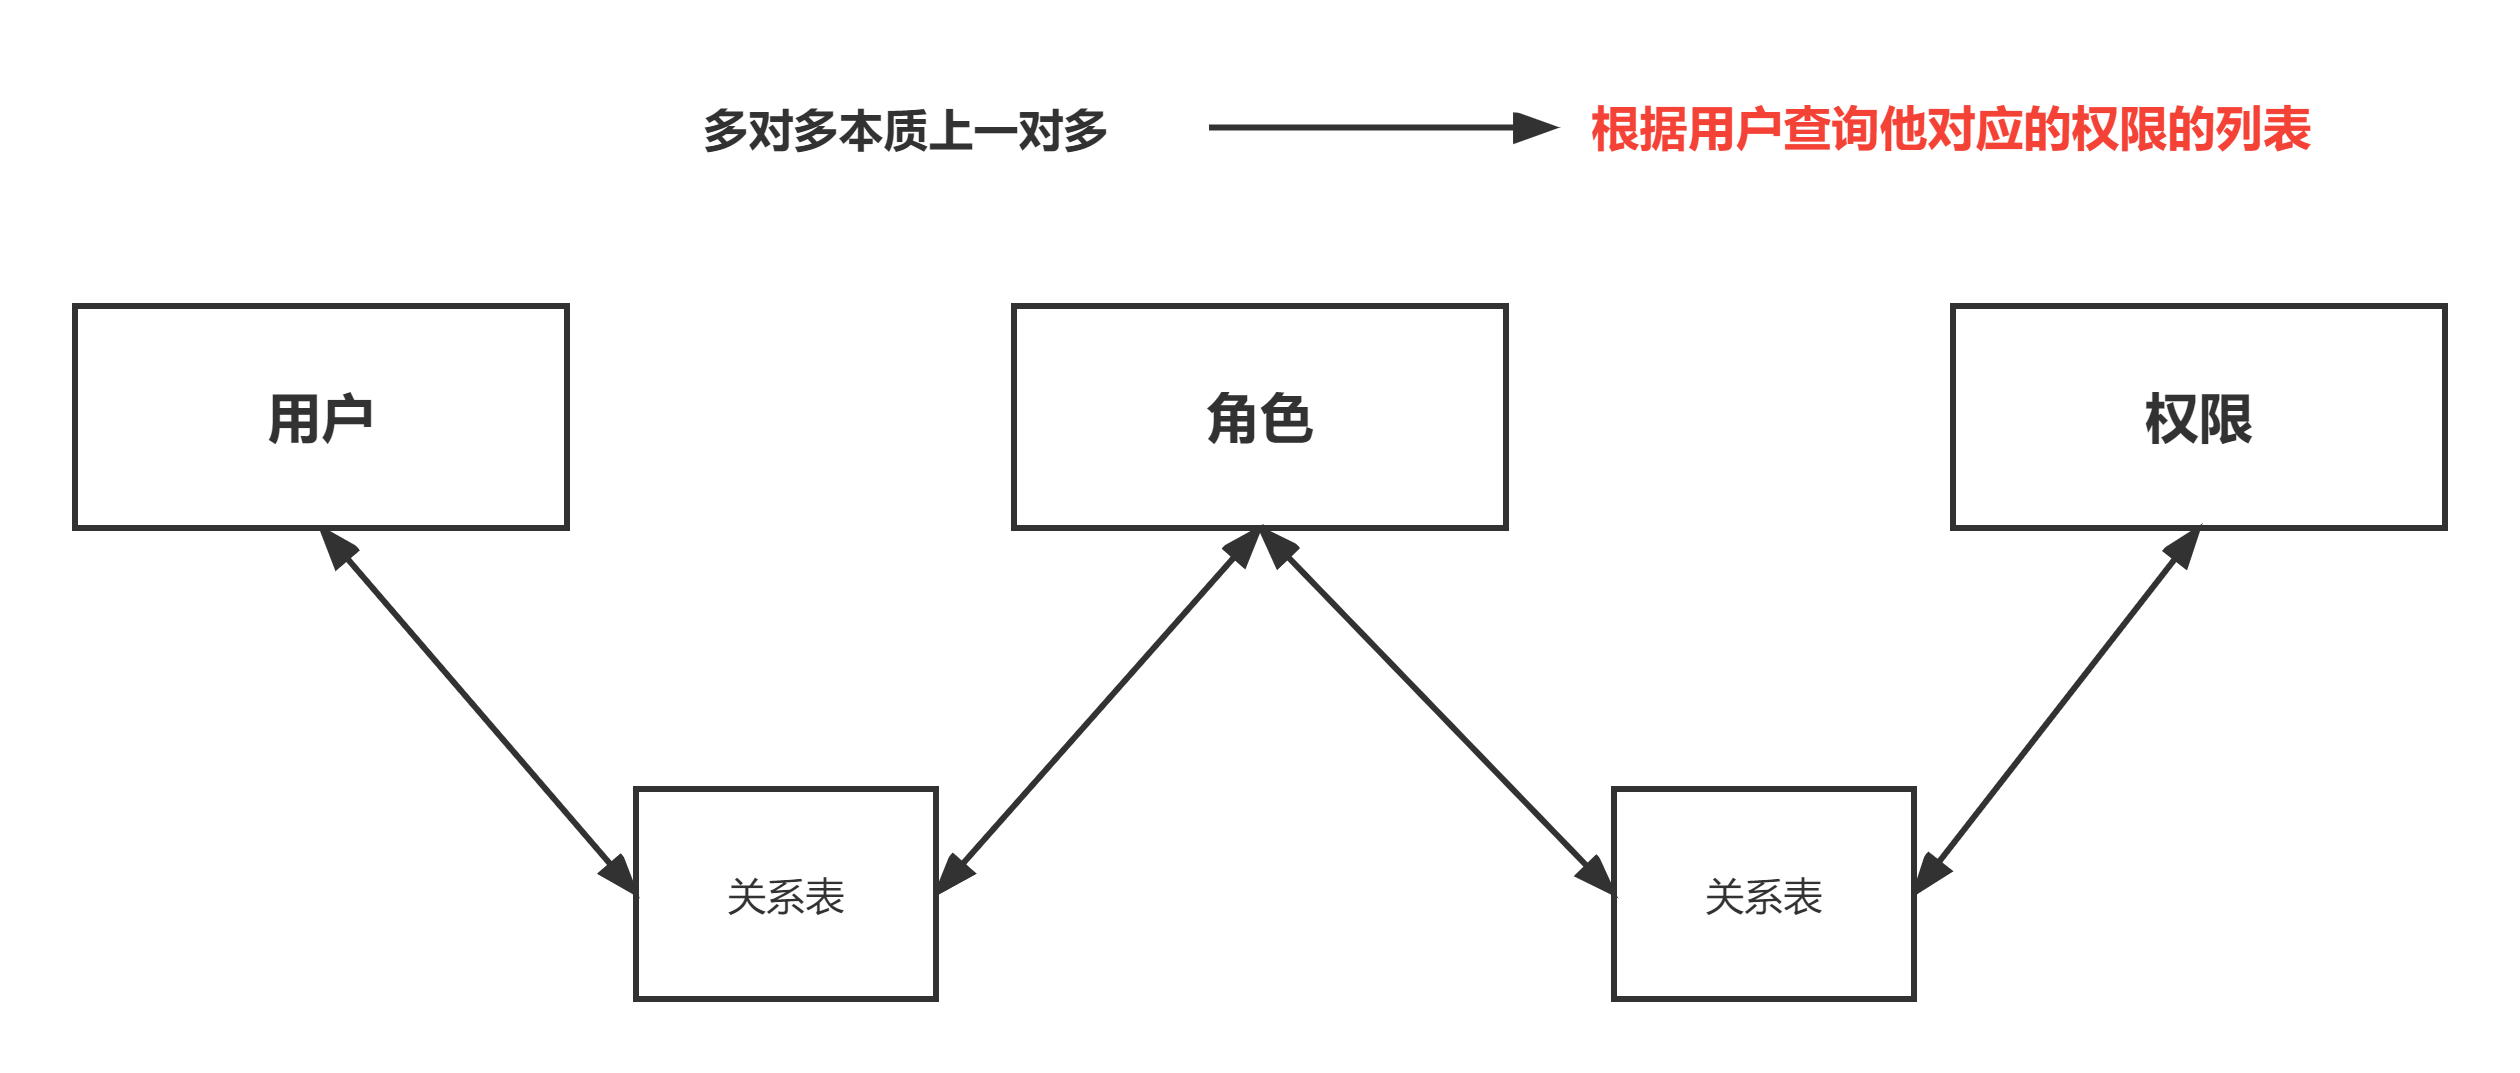 多对多本质上一对多
根据用户查询他对应的权限的列表
用户
角色
权限
关系表
关系表